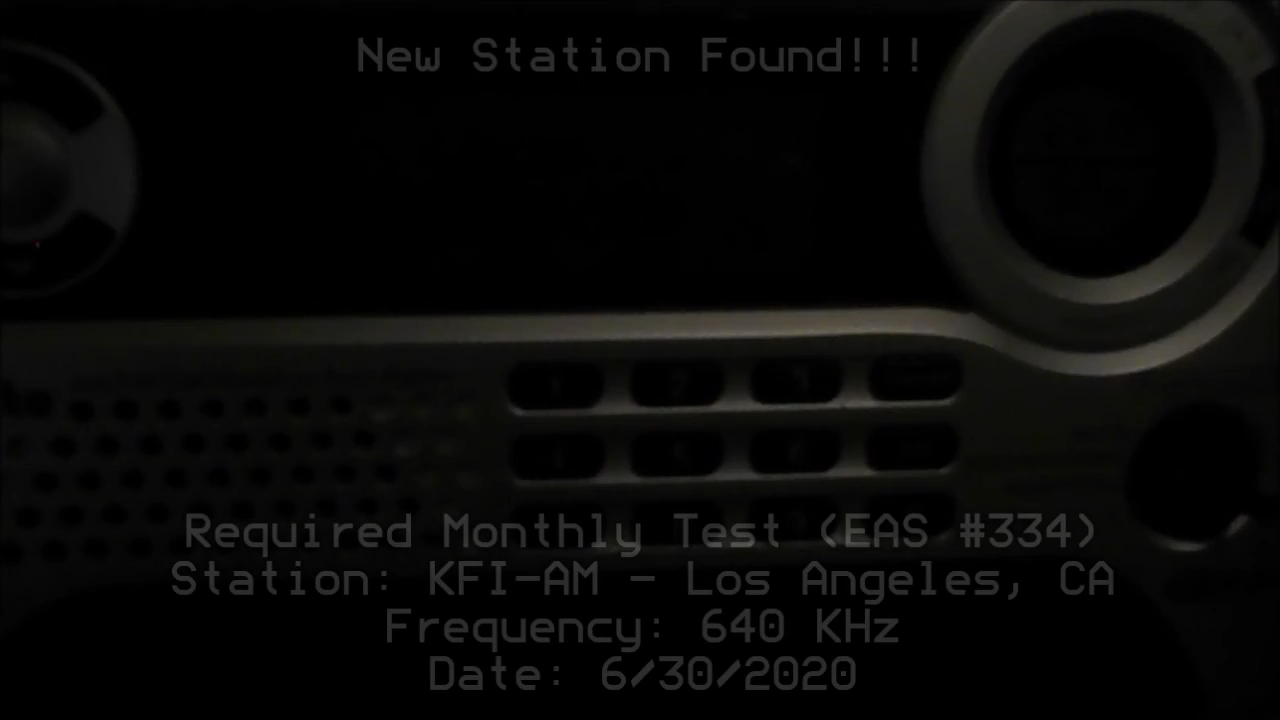 New Station Found!!!
Required Monthly Test (EAS #334)
Station: KFI-AM - Los Angeles, CA
Frequency: 640 KHz
Date: 6/30/2020